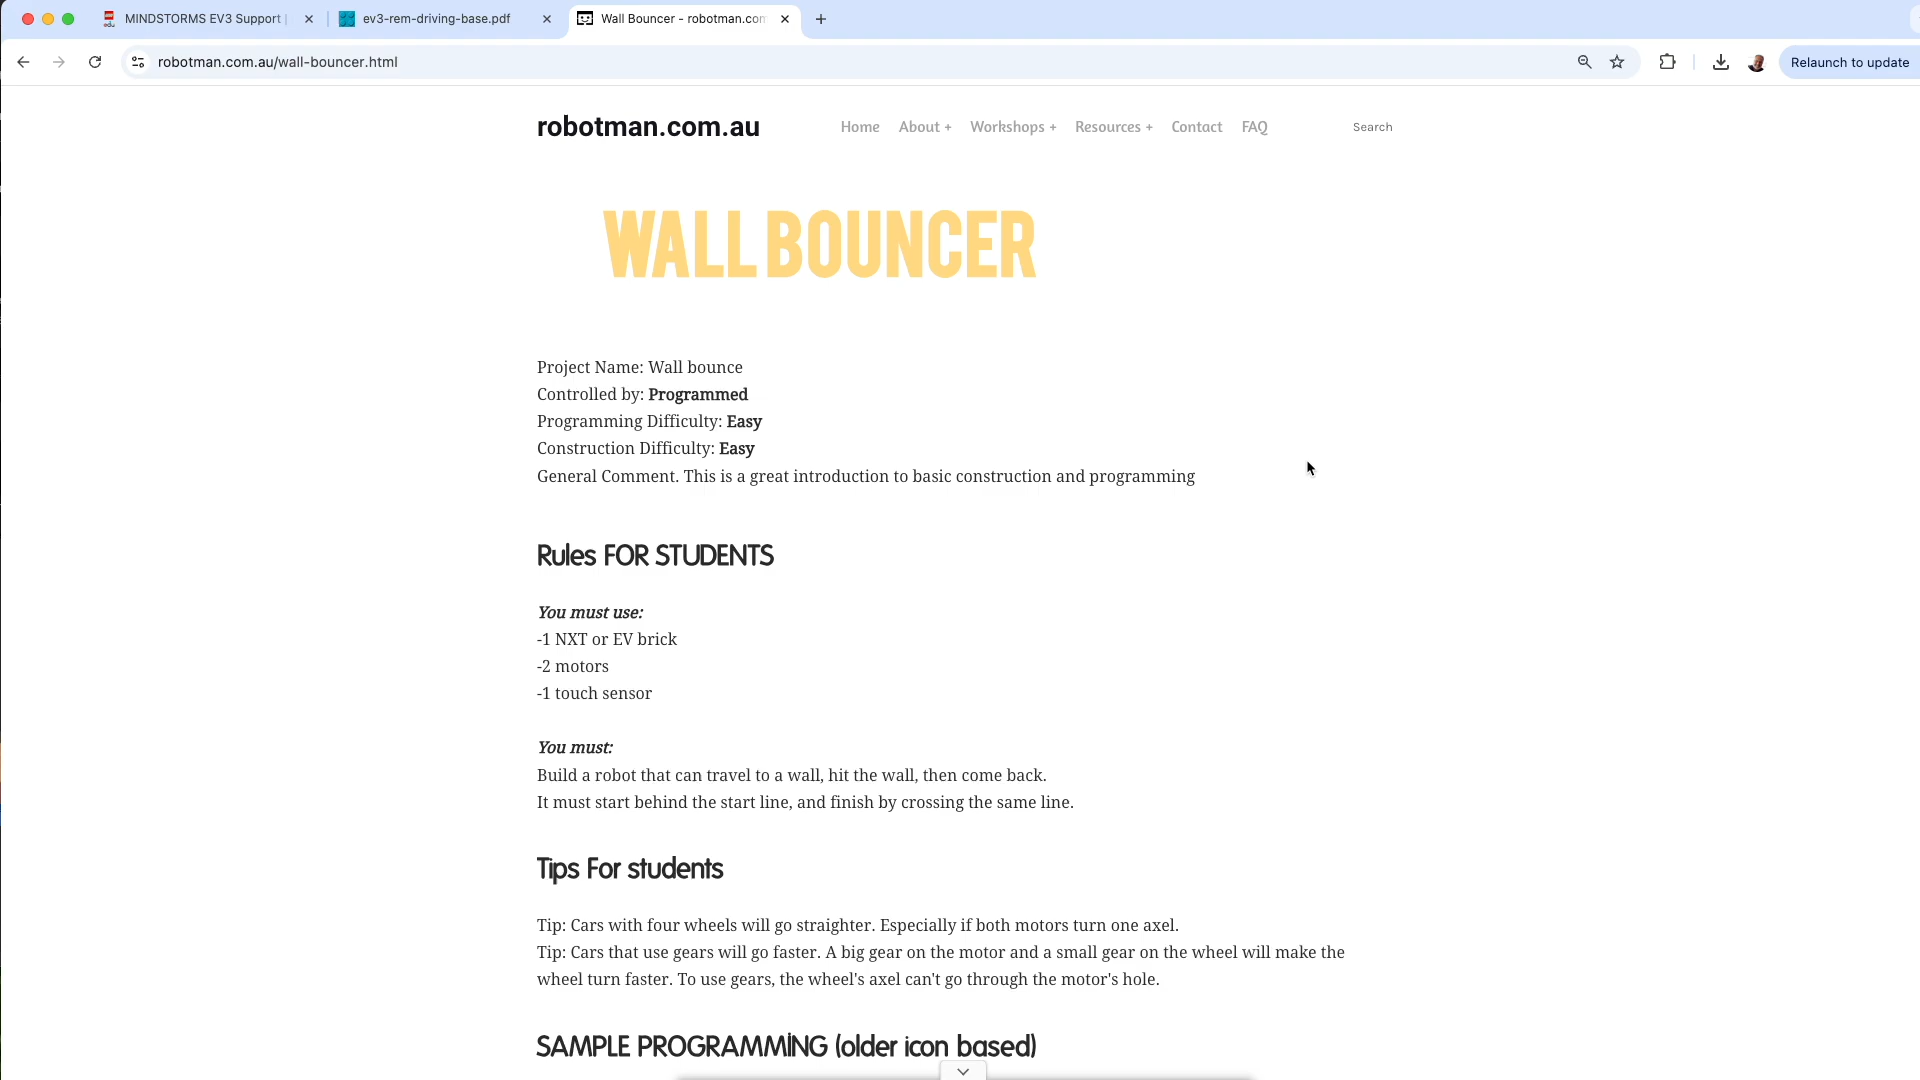 MINDSTORMS EV3 Support
ev3-rem-driving-base.pdf
Wall Bouncer - robotman.com
robotman.com.au/wall-bouncer.html
Relaunch to update
robotman.com.au
Home
About +
Workshops +
Resources +
Contact
FAQ
Search
WALL BOUNCER
Project Name: Wall bounce
Controlled by: Programmed
Programming Difficulty: Easy
Construction Difficulty: Easy
General Comment. This is a great introduction to basic construction and programming
Rules FOR STUDENTS
You must use:
-1 NXT or EV brick
-2 motors
-1 touch sensor
You must:
Build a robot that can travel to a wall, hit the wall, then come back.
It must start behind the start line, and finish by crossing the same line.
Tips For students
Tip: Cars with four wheels will go straighter. Especially if both motors turn one axel.
Tip: Cars that use gears will go faster. A big gear on the motor and a small gear on the wheel will make the
wheel turn faster. To use gears, the wheel's axel can't go through the motor's hole.
SAMPLE PROGRAMMING (older icon based)